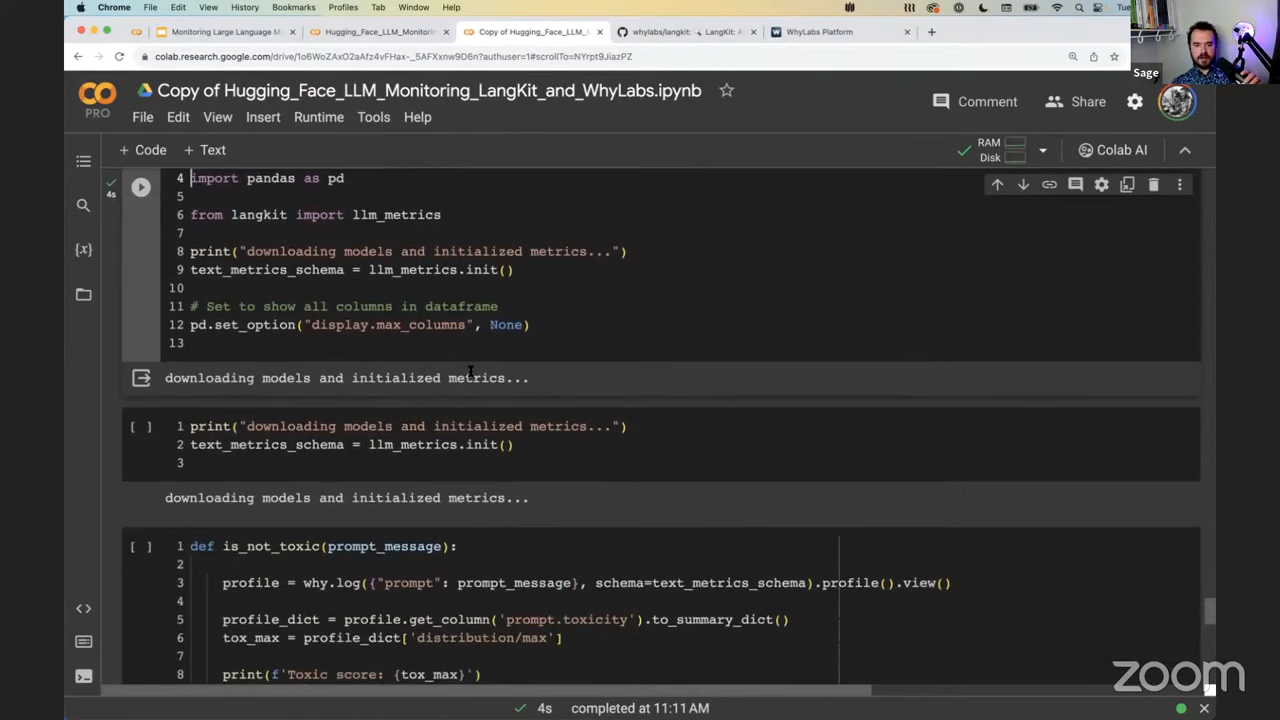 Chrome File Edit View History Bookmarks Profiles Tab Window Help Tue
Monitoring Large Language M
Hugging_Face_LLM_Monitorin
Copy of Hugging_Face_LLM_
whylabs/langkit: LangKit: A
WhyLabs Platform
colab.research.google.com/drive/1o6WoZAxO2aAfz4vFHax-_5AFXxnw9D6n?authuser=1#scrollTo=NYrpt9JiazPZ
Sage
CO
PRO
Copy of Hugging_Face_LLM_Monitoring_LangKit_and_WhyLabs.ipynb
File Edit View Insert Runtime Tools Help
Comment Share
+ Code + Text
RAM
Disk
Colab AI
4s
4 import pandas as pd
5
6 from langkit import llm_metrics
7
8 print("downloading models and initialized metrics...")
9 text_metrics_schema = llm_metrics.init()
10
11 # Set to show all columns in dataframe
12 pd.set_option("display.max_columns", None)
13
downloading models and initialized metrics...
[ ] 1 print("downloading models and initialized metrics...")
2 text_metrics_schema = llm_metrics.init()
3
downloading models and initialized metrics...
[ ] 1 def is_not_toxic(prompt_message):
2
3 profile = why.log({"prompt": prompt_message}, schema=text_metrics_schema).profile().view()
4
5 profile_dict = profile.get_column('prompt.toxicity').to_summary_dict()
6 tox_max = profile_dict['distribution/max']
7
8 print(f'Toxic score: {tox_max}')
4s completed at 11:11 AM
zoom